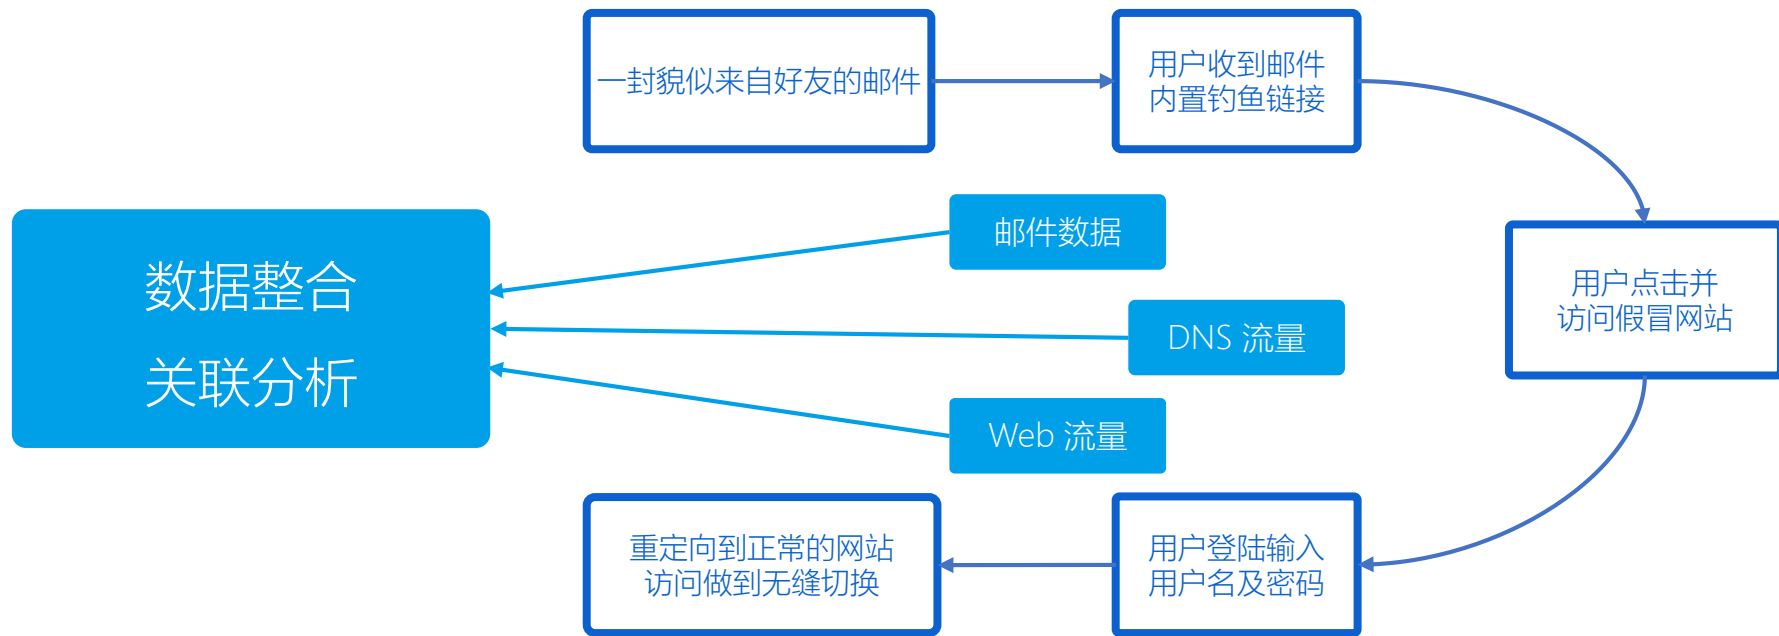 一封貌似来自好友的邮件
用户收到邮件
内置钓鱼链接
用户点击并
访问假冒网站
用户登陆输入
用户名及密码
重定向到正常的网站
访问做到无缝切换
邮件数据
DNS 流量
Web 流量
数据整合
关联分析